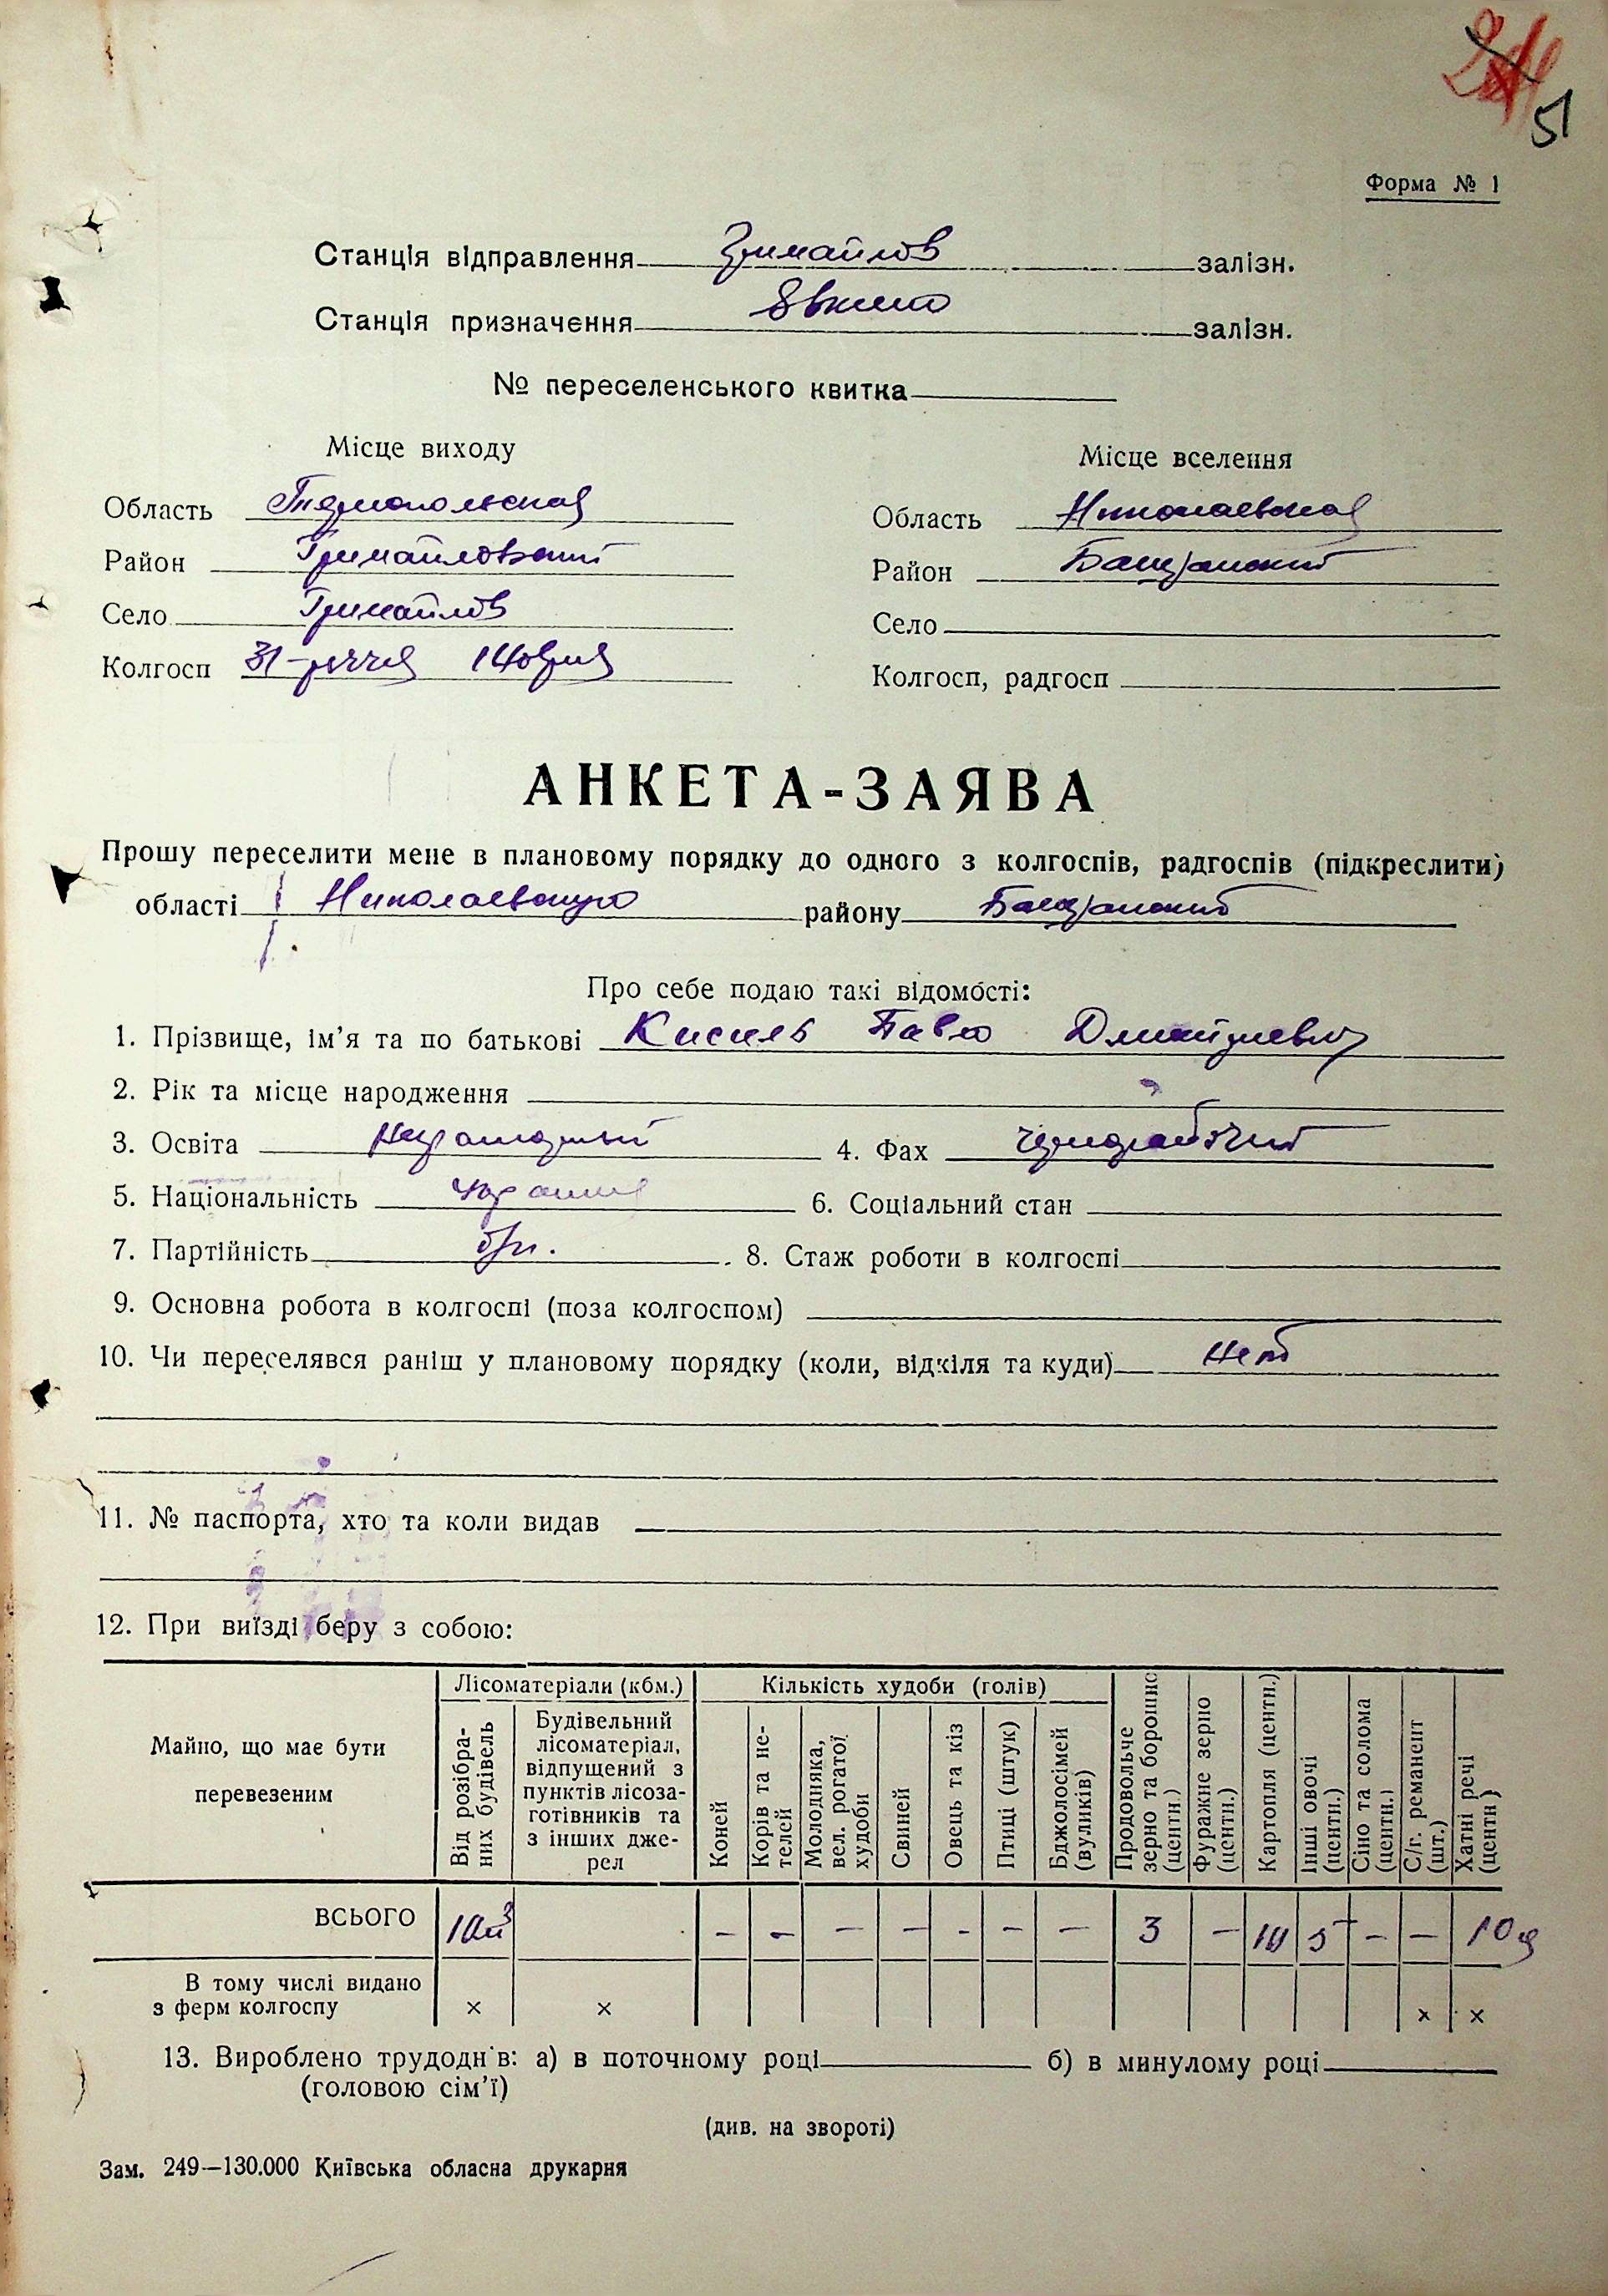 51
Форма № 1
Станція відправлення Гримайлов залізн.
Станція призначення Явкино залізн.
№ переселенського квитка
Місце виходу
Місце вселення
Область Тернопольская
Область Николаевская
Район Гримайловский
Район Баштанский
Село Гримайлов
Село
Колгосп 31-риччя Жовтня
Колгосп, радгосп
АНКЕТА-ЗАЯВА
Прошу переселити мене в плановому порядку до одного з колгоспів, радгоспів (підкреслити)
області Николаевскую району Баштанский
Про себе подаю такі відомості:
1. Прізвище, ім’я та по батькові Кисиль Павло Дмитриевич
2. Рік та місце народження
3. Освіта неграмотный 4. Фах чернорабочий
5. Національність 6. Соціальний стан
7. Партійність б/п. 8. Стаж роботи в колгоспі
9. Основна робота в колгоспі (поза колгоспом)
10. Чи переселявся раніш у плановому порядку (коли, відкіля та куди) нет
11. № паспорта, хто та коли видав
12. При виїзді беру з собою:
Майно, що має бути перевезеним
Лісоматеріали (кбм.)
Кількість худоби (голів)
Від розібраних будівель
Будівельний лісоматеріал, відпущений з пунктів лісозаготівників та з інших джерел
Коней
Корів та нетелей
Молодняка, вел. рогатої худоби
Свиней
Овець та кіз
Птиці (штук)
Бджолосімей (вуликів)
Продовольче зерно та борошно (центн.)
Фуражне зерно (центн.)
Картопля (центн.)
Інші овочі (центн.)
Сіно та солома (центн.)
С/г. реманент (шт.)
Хатні речі (центн.)
ВСЬОГО 10м³ – – – – – – – 3 – 10 5 – – 10ц
В тому числі видано
з ферм колгоспу × × × ×
13. Вироблено трудоднів: а) в поточному році б) в минулому році
(головою сім’ї)
(див. на звороті)
Зам. 249—130.000 Київська обласна друкарня